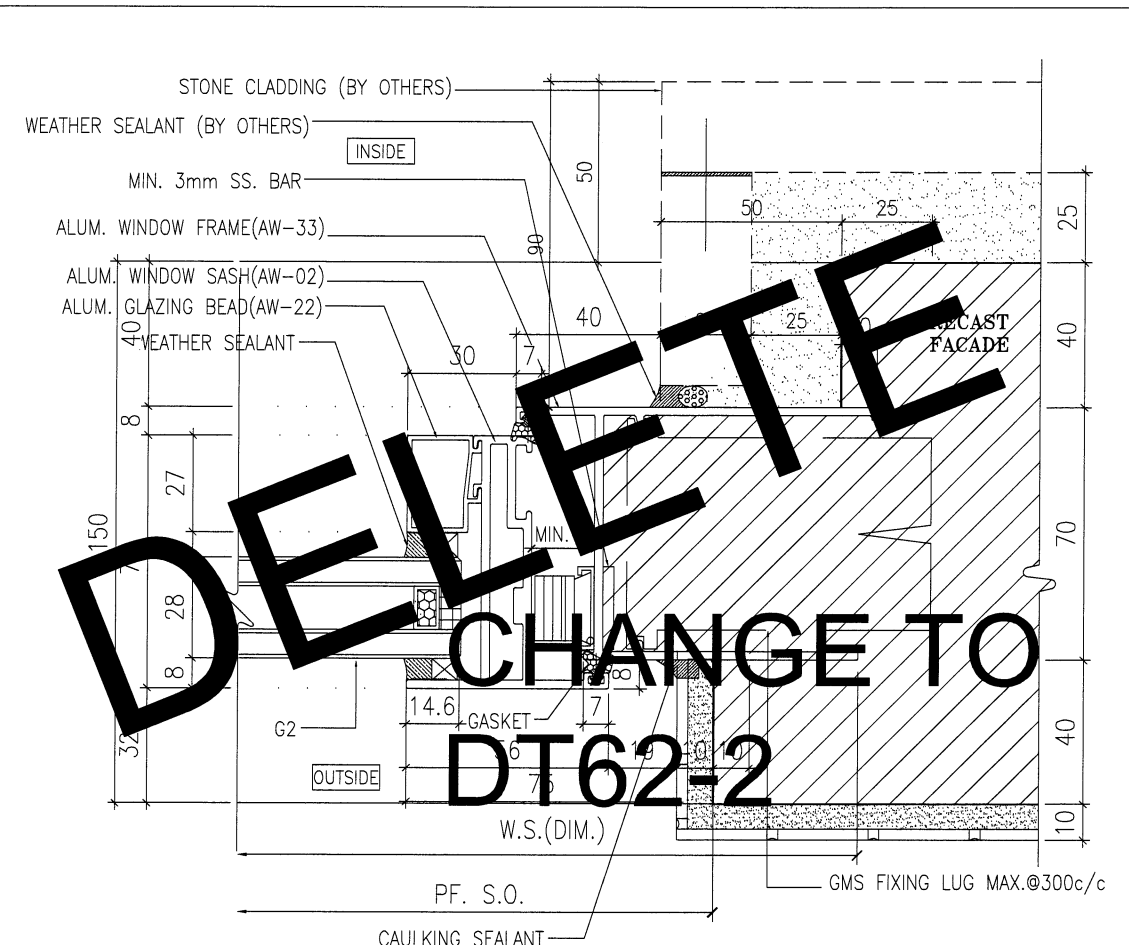 STONE CLADDING (BY OTHERS)
WEATHER SEALANT (BY OTHERS)
INSIDE
MIN. 3mm SS. BAR
ALUM. WINDOW FRAME(AW-33)
ALUM. WINDOW SASH(AW-02)
ALUM. GLAZING BEAD(AW-22)
WEATHER SEALANT
50
90
50
25
25
40
8
27
150
28
8
32
30
7
40
25
FACADE
40
70
40
10
MIN.
DELETE
CHANGE TO
DT62-2
14.6
GASKET
7
8
G2
OUTSIDE
W.S.(DIM.)
PF. S.O.
GMS FIXING LUG MAX.@300c/c
CAULKING SEALANT